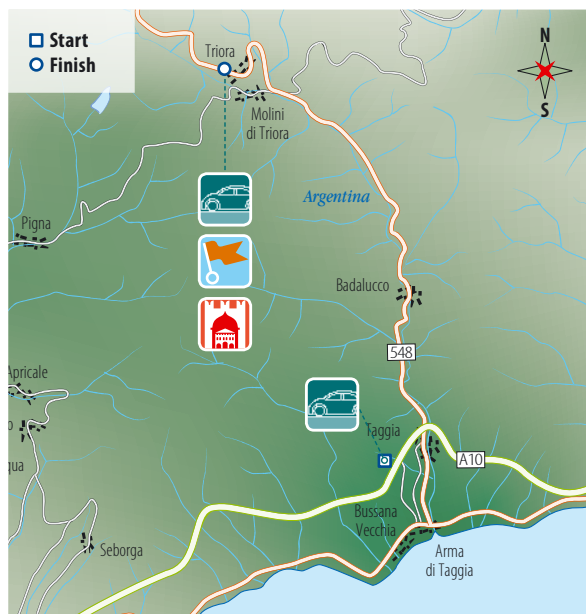 Start
Finish
N
S
Triora
Molini
di Triora
Argentina
Pigna
Badalucco
548
Apricale
o
qua
Taggia
A10
Bussana
Vecchia
Seborga
Arma
di Taggia